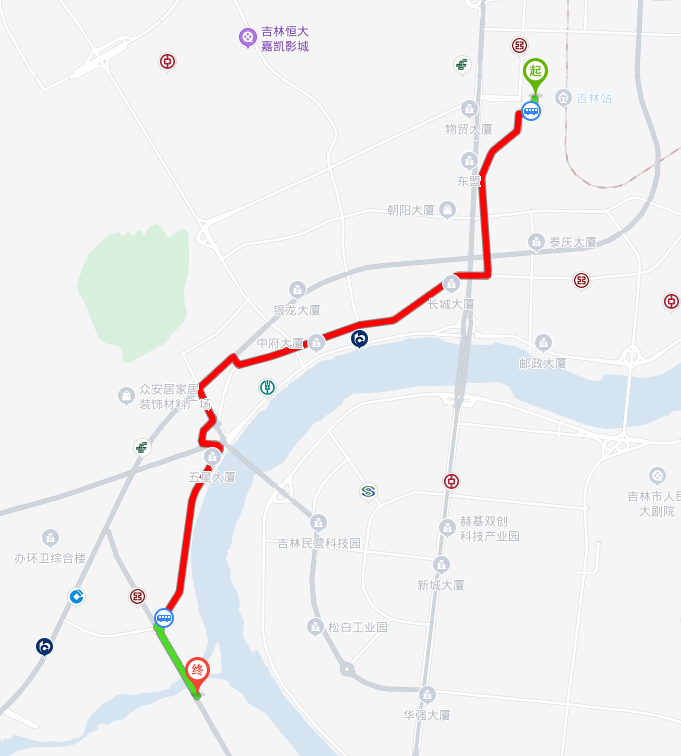 吉林恒大
嘉凯影城
起
吉林站
物贸大厦
东盟
朝阳大厦
泰庆大厦
银龙大厦
长城大厦
中府大厦
邮政大厦
众安居家居
装饰材料广场
五星大厦
吉林市人民
大剧院
赫基双创
科技产业园
吉林民营科技园
办环卫综合楼
新城大厦
松白工业园
终
华强大厦